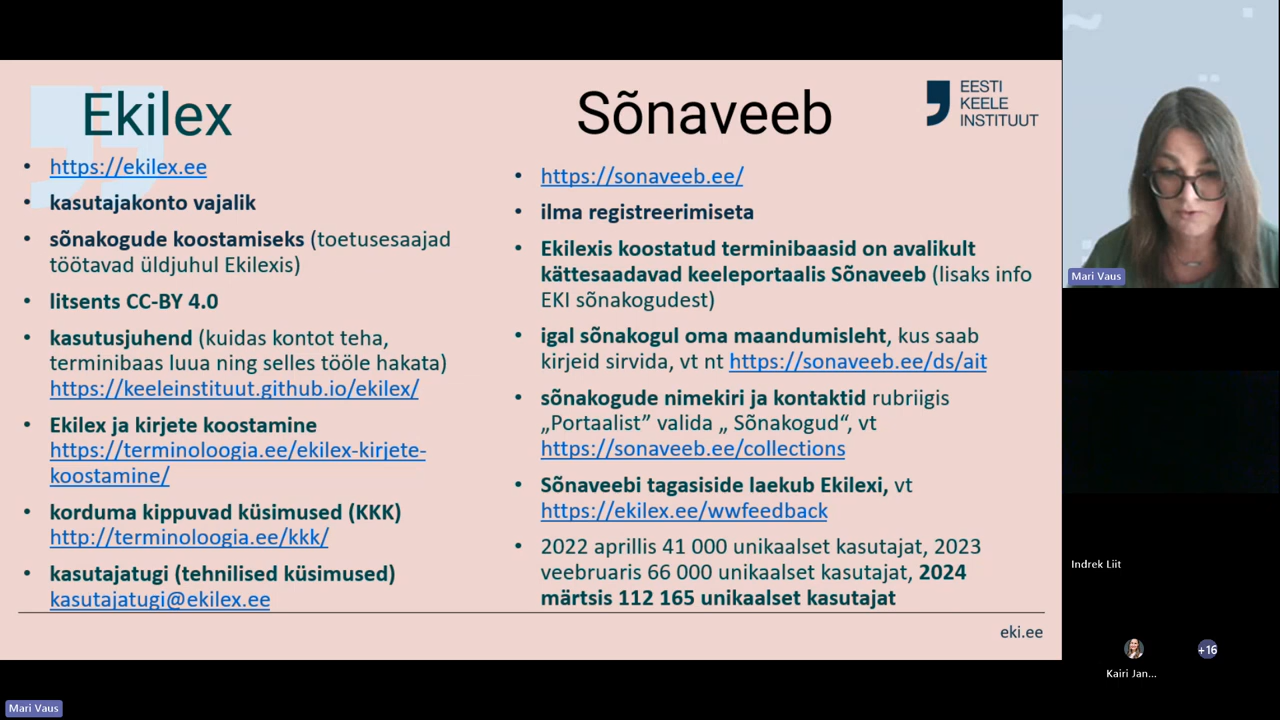 Ekilex
https://ekilex.ee
kasutajakonto vajalik
sõnakogude koostamiseks (toetusesaajad
töötavad üldjuhul Ekilexis)
litsents CC-BY 4.0
kasutusjuhend (kuidas kontot teha,
terminibaas luua ning selles tööle hakata)
https://keeleinstituut.github.io/ekilex/
Ekilex ja kirjete koostamine
https://terminoloogia.ee/ekilex-kirjete-
koostamine/
korduma kippuvad küsimused (KKK)
http://terminoloogia.ee/kkk/
kasutajatugi (tehnilised küsimused)
kasutajatugi@ekilex.ee
Sõnaveeb
EESTI
KEELE
INSTITUUT
https://sonaveeb.ee/
ilma registreerimiseta
Ekilexis koostatud terminibaasid on avalikult
kättesaadavad keeleportaalis Sõnaveeb (lisaks info
EKI sõnakogudest)
igal sõnakogul oma maandumisleht, kus saab
kirjeid sirvida, vt nt https://sonaveeb.ee/ds/ait
sõnakogude nimekiri ja kontaktid rubriigis
„Portaalist” valida „ Sõnakogud“, vt
https://sonaveeb.ee/collections
Sõnaveebi tagasiside laekub Ekilexi, vt
https://ekilex.ee/wwfeedback
2022 aprillis 41 000 unikaalset kasutajat, 2023
veebruaris 66 000 unikaalset kasutajat, 2024
märtsis 112 165 unikaalset kasutajat
eki.ee
Mari Vaus
Indrek Liit
Kairi Jan...
+16
Mari Vaus